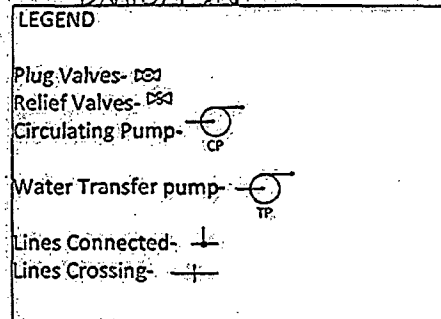 LEGEND
Plug Valves-
Relief Valves-
Circulating Pump-
CP
Water Transfer pump-
TP
Lines Connected-
Lines Crossing-